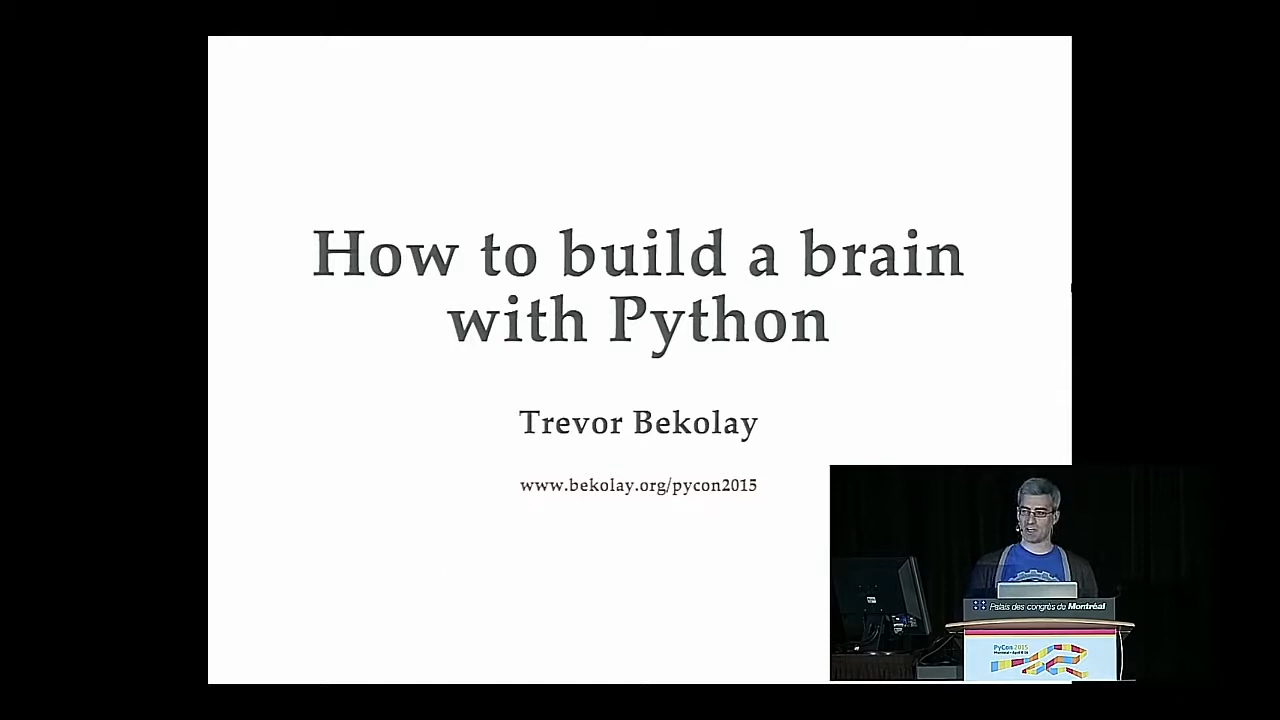 How to build a brain
with Python
Trevor Bekolay
www.bekolay.org/pycon2015
Palais des congrès de Montréal
PyCon 2015